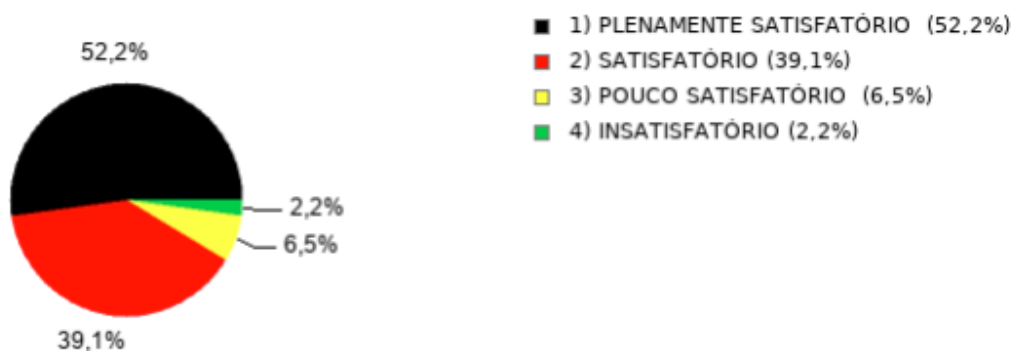 52,2%
2,2%
6,5%
39,1%
1) PLENAMENTE SATISFATÓRIO (52,2%)
2) SATISFATÓRIO (39,1%)
3) POUCO SATISFATÓRIO (6,5%)
4) INSATISFATÓRIO (2,2%)